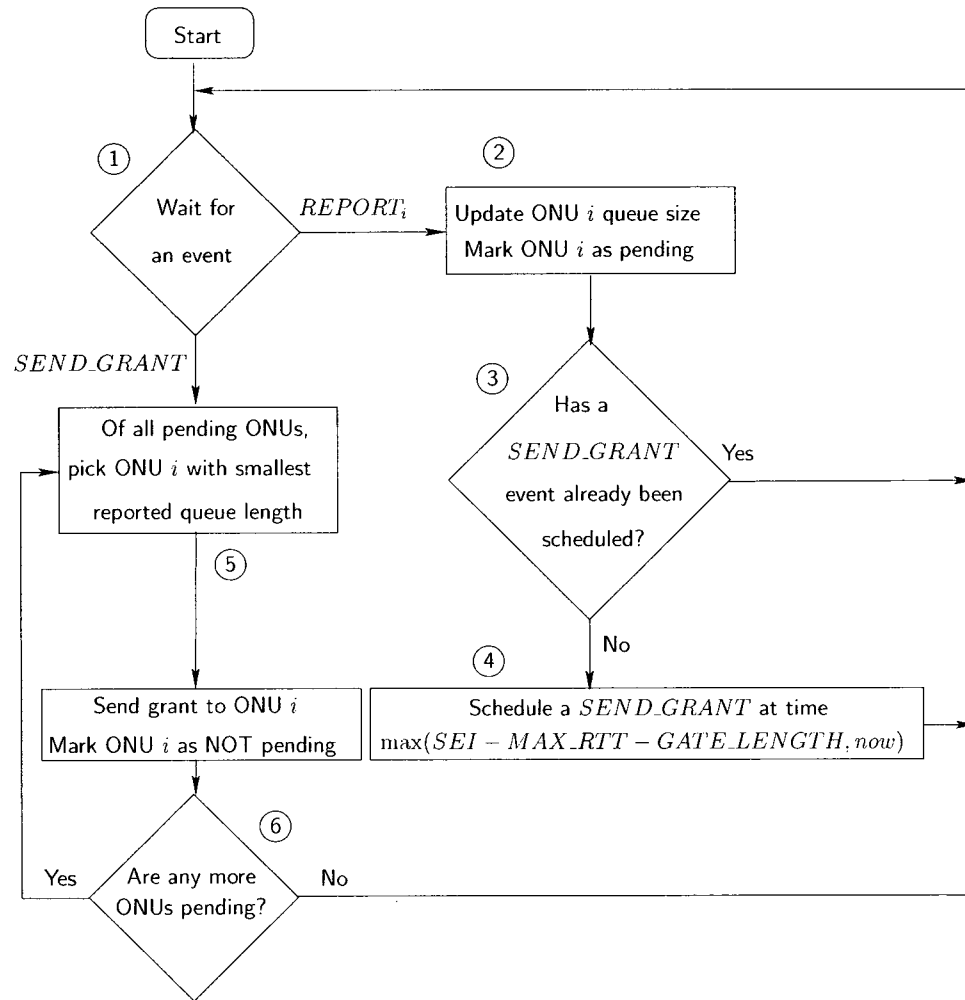 Start
①
Wait for
an event
REPORT_i
②
Update ONU i queue size
Mark ONU i as pending
SEND_GRANT
③
Has a
SEND_GRANT
event already been
scheduled?
Yes
Of all pending ONUs,
pick ONU i with smallest
reported queue length
⑤
No
④
Send grant to ONU i
Mark ONU i as NOT pending
Schedule a SEND_GRANT at time
max(SEI − MAX_RTT − GATE_LENGTH, now)
⑥
Yes
Are any more
ONUs pending?
No